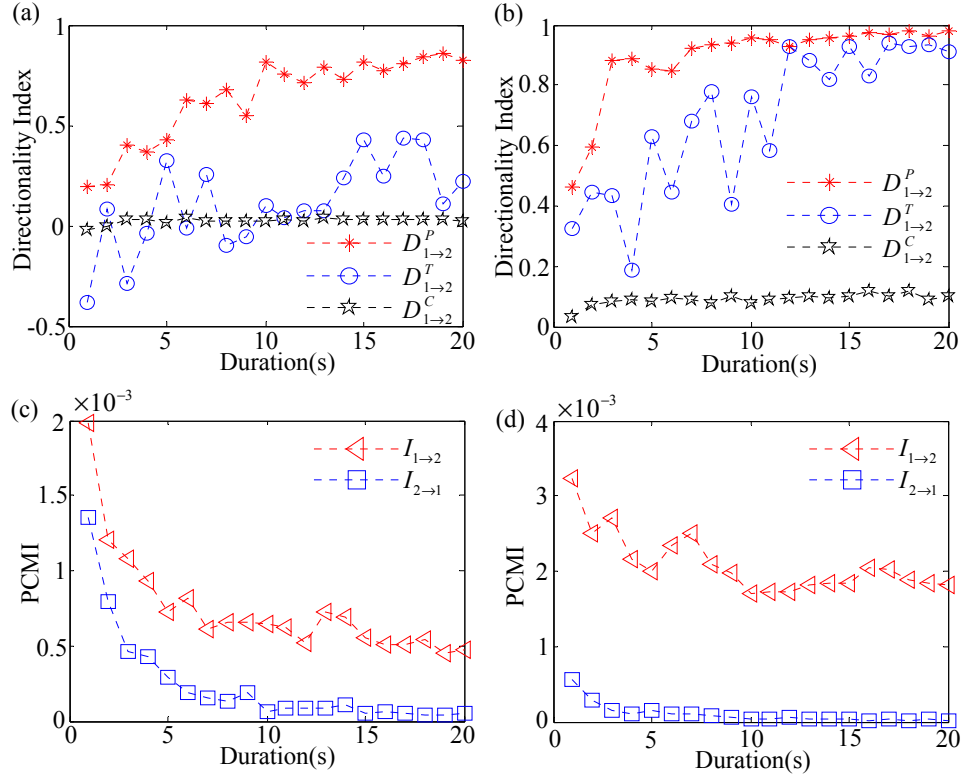 (a)
1
0.5
0
-0.5
Directionality Index
0 5 10 15 20
Duration(s)
D^P_{1→2}
D^T_{1→2}
D^C_{1→2}
(b)
1
0.8
0.6
0.4
0.2
0
Directionality Index
0 5 10 15 20
Duration(s)
D^P_{1→2}
D^T_{1→2}
D^C_{1→2}
(c)
×10⁻³
2
1.5
1
0.5
0
PCMI
0 5 10 15 20
Duration(s)
I_{1→2}
I_{2→1}
(d)
×10⁻³
4
3
2
1
0
PCMI
0 5 10 15 20
Duration(s)
I_{1→2}
I_{2→1}